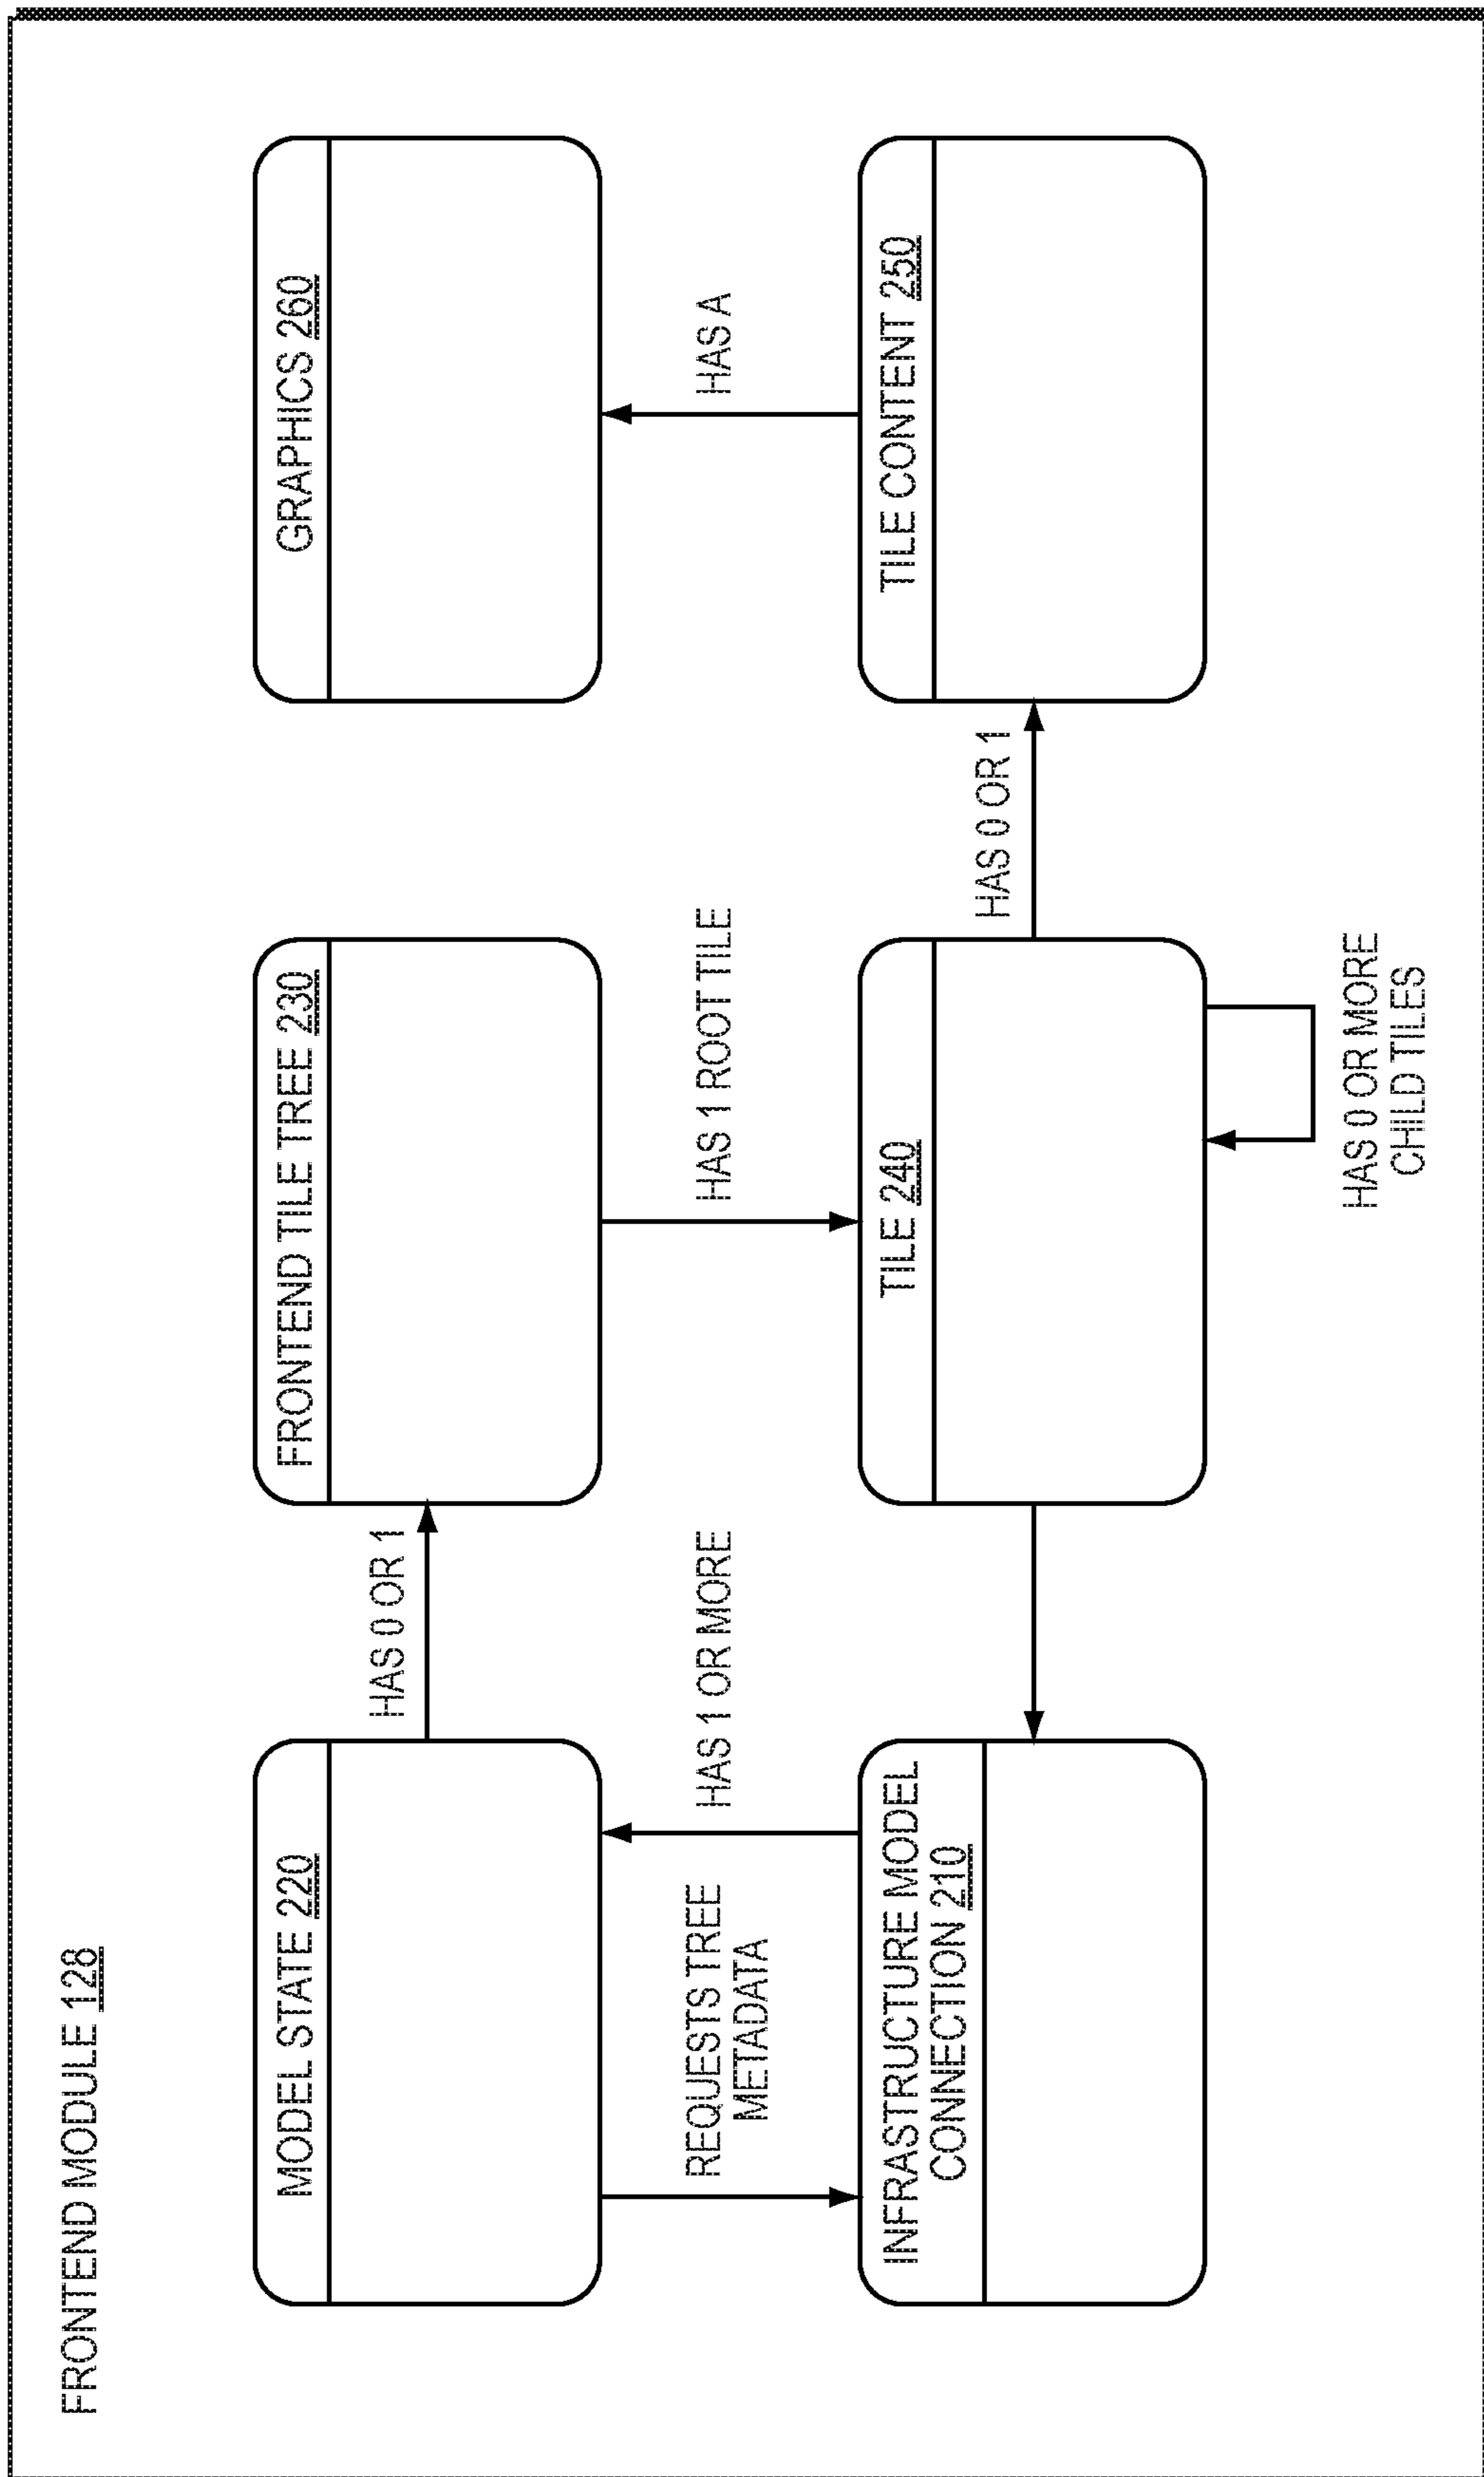 FRONTEND MODULE 128
MODEL STATE 220
HAS 0 OR 1
FRONTEND TILE TREE 230
GRAPHICS 260
REQUESTS TREE
METADATA
HAS 1 OR MORE
HAS 1 ROOT TILE
HAS A
INFRASTRUCTURE MODEL
CONNECTION 210
TILE 240
HAS 0 OR 1
TILE CONTENT 250
HAS 0 OR MORE
CHILD TILES